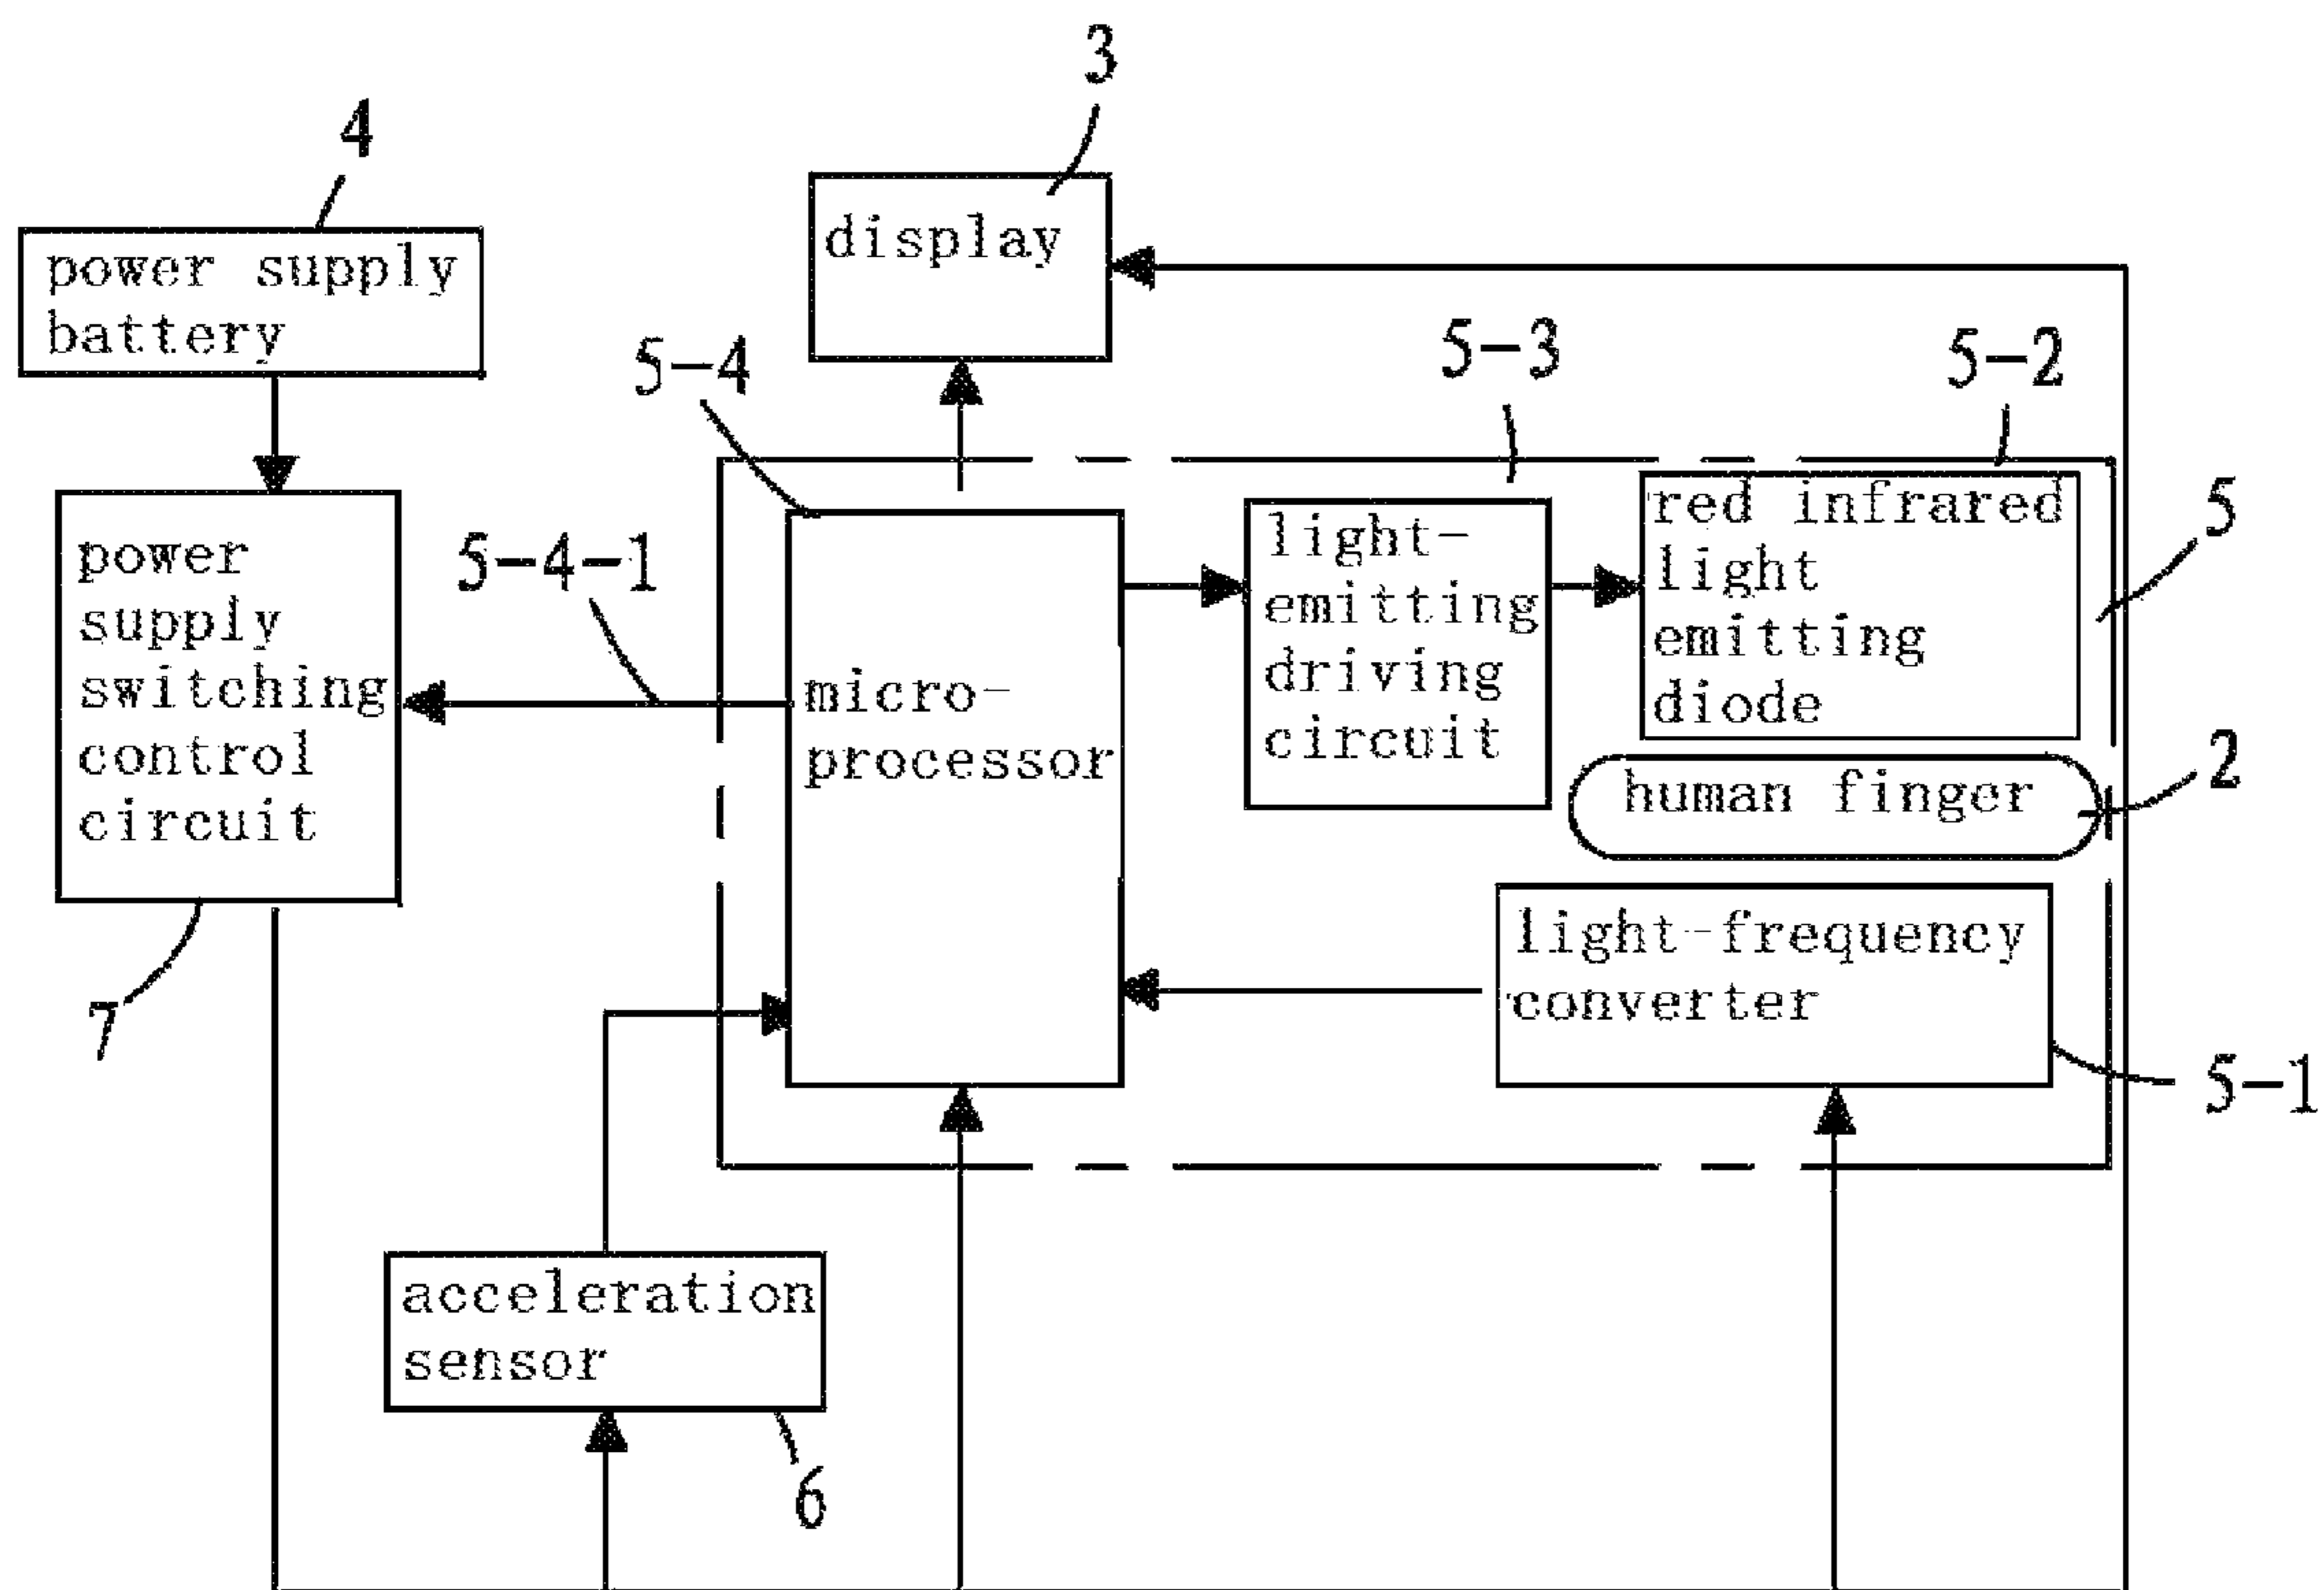 3
4
display
power supply
battery
5-3
5-2
5-4
red infrared
light
emitting
diode
5
light-
emitting
driving
circuit
power
supply
switching
control
circuit
5-4-1
micro-
processor
2
human finger
light-frequency
converter
7
5-1
acceleration
sensor
6